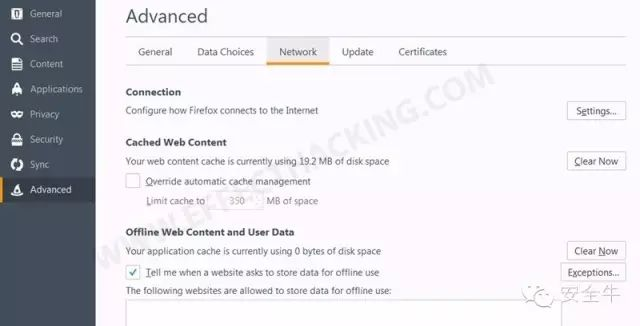 General
Search
Content
Applications
Privacy
Security
Sync
Advanced
Advanced
General Data Choices Network Update Certificates
Connection
Configure how Firefox connects to the Internet
Settings...
Cached Web Content
Your web content cache is currently using 19.2 MB of disk space
Clear Now
Override automatic cache management
Limit cache to 350 MB of space
Offline Web Content and User Data
Your application cache is currently using 0 bytes of disk space
Clear Now
Tell me when a website asks to store data for offline use
Exceptions...
The following websites are allowed to store data for offline use:
WWW.EFFECTHACKING.COM
安全牛